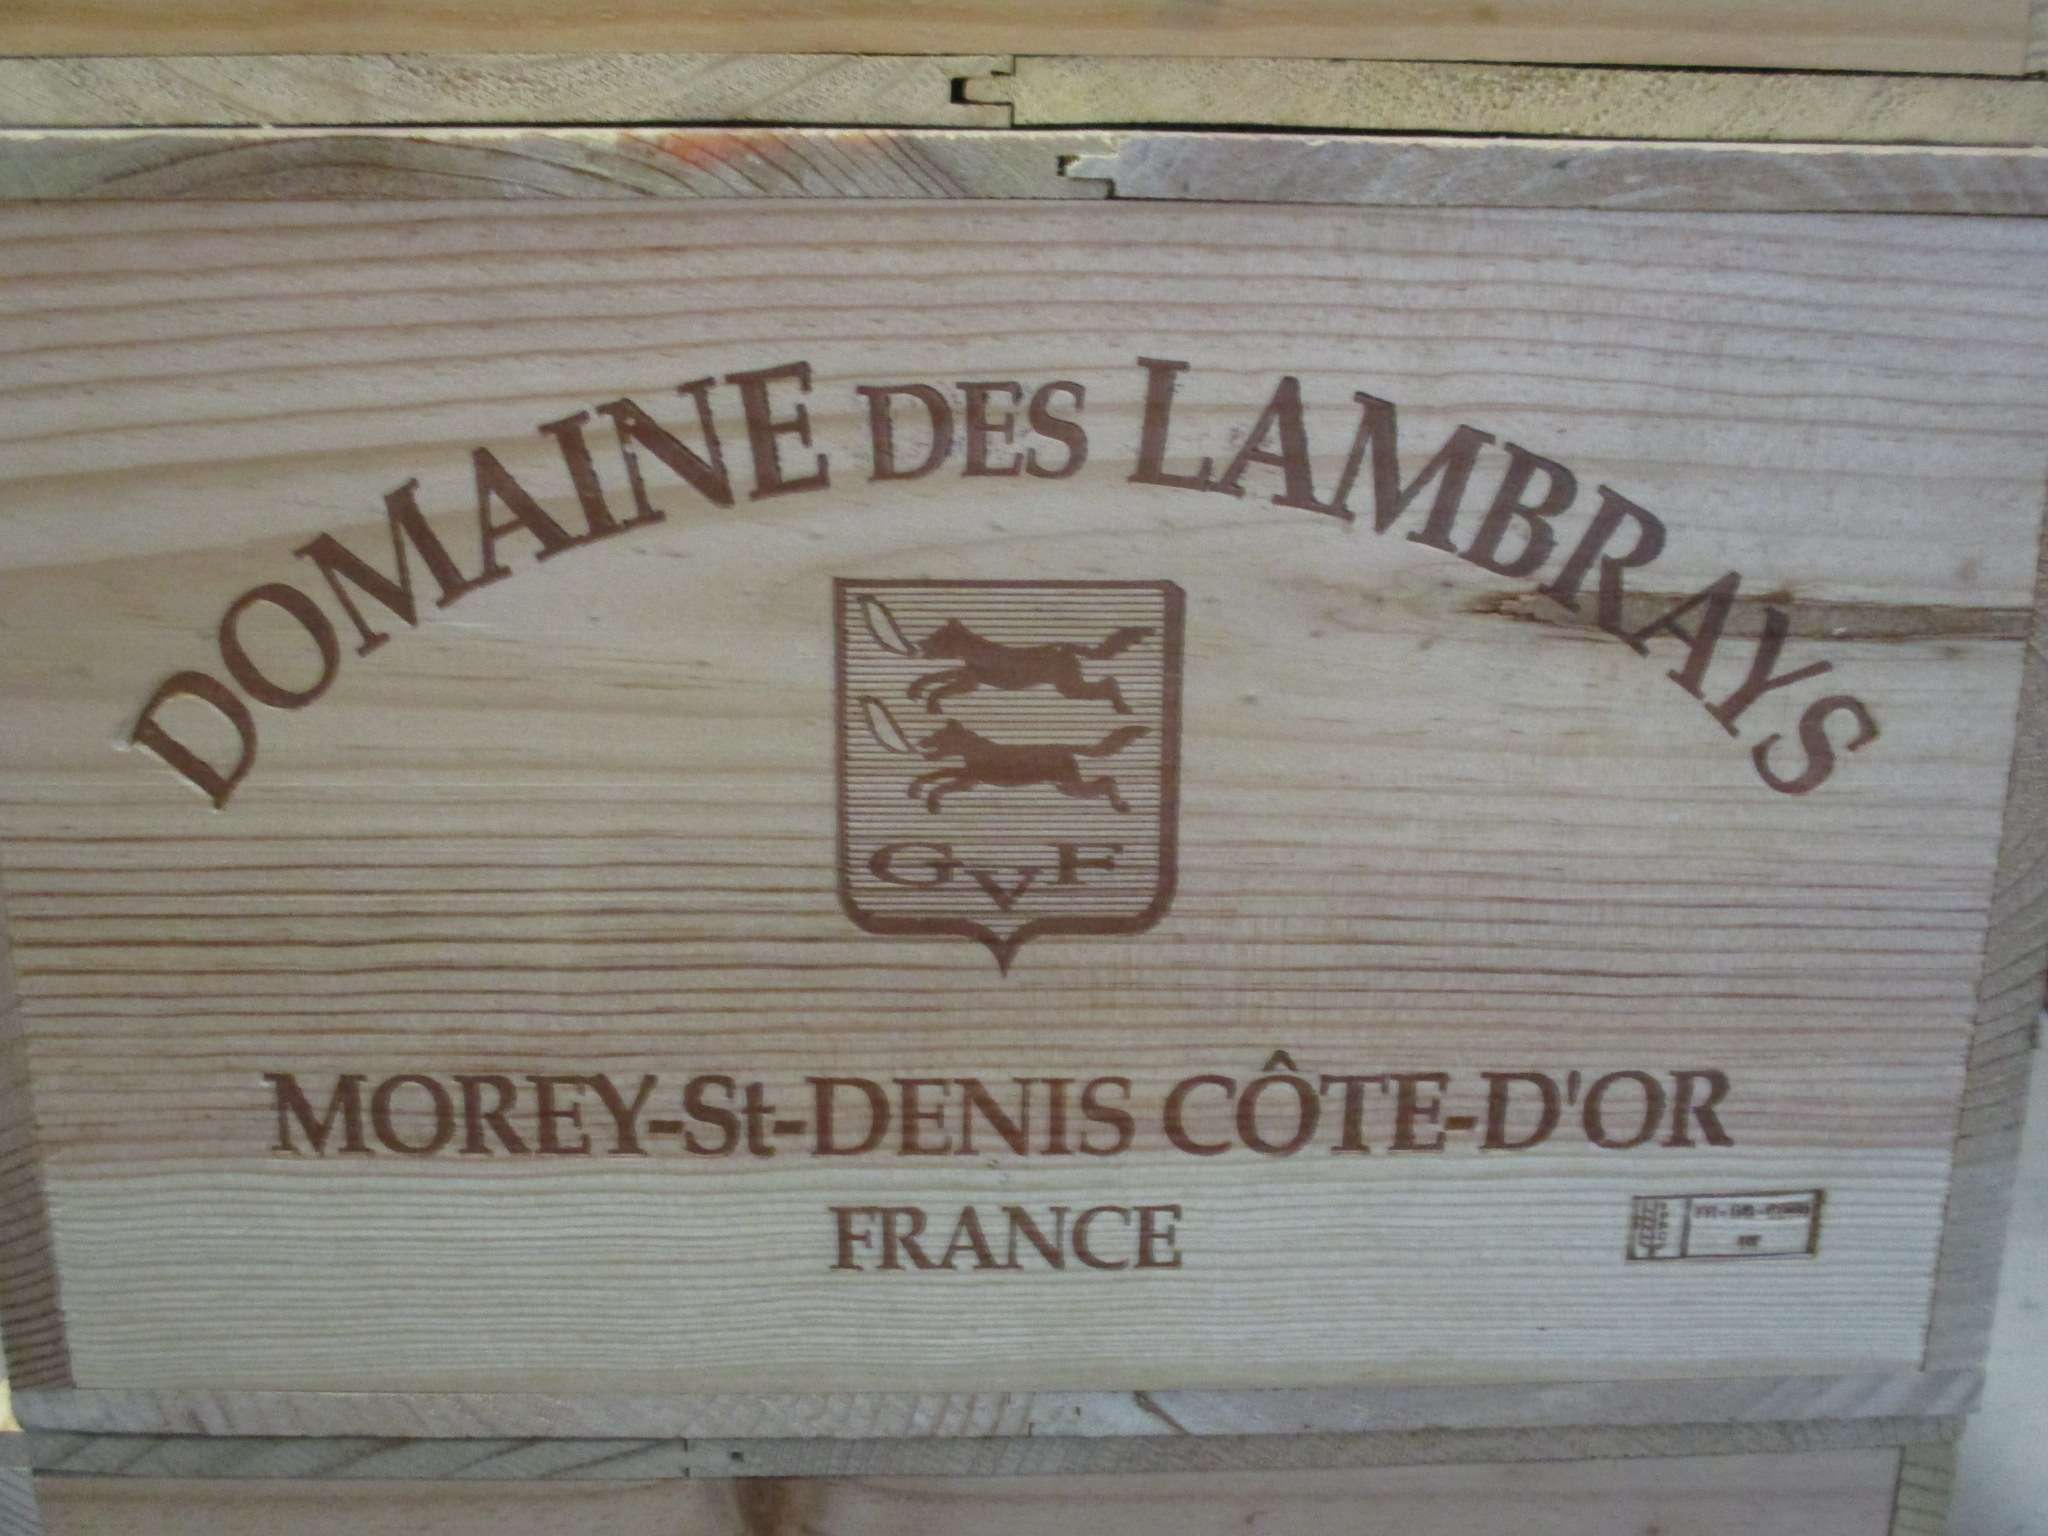 DOMAINE DES LAMBRAYS
GVF
MOREY-St-DENIS CÔTE-D'OR
FRANCE